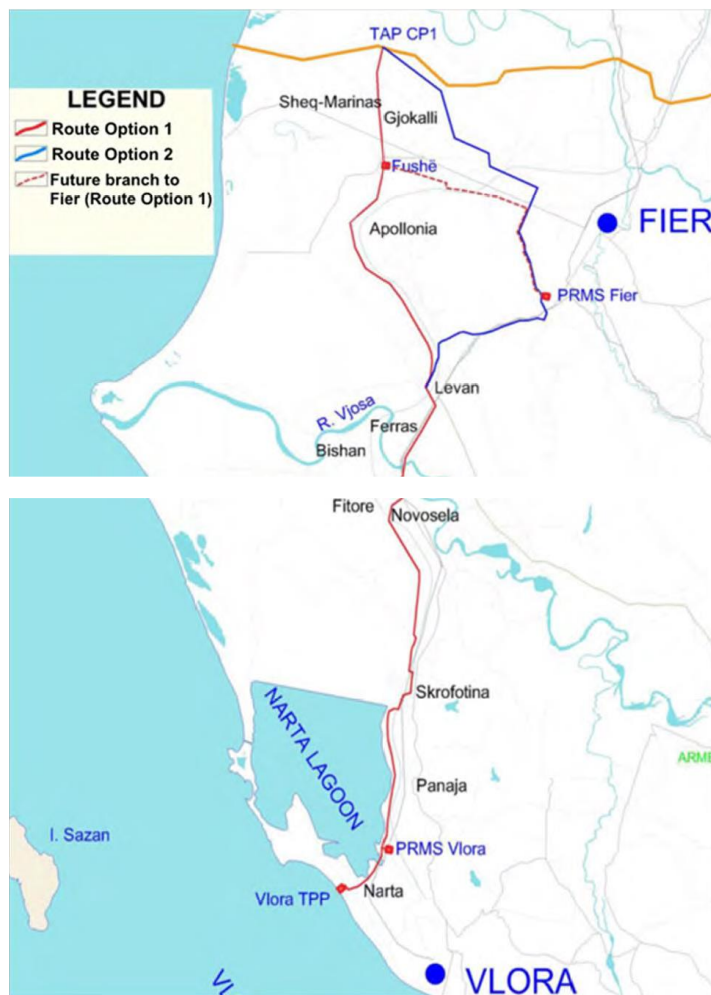 TAP CP1
LEGEND
Route Option 1
Route Option 2
Future branch to
Fier (Route Option 1)
Sheq-Marinas
Gjokalli
Fushë
FIER
Apollonia
PRMS Fier
Levan
R. Vjosa
Ferras
Bishan
Fitore
Novosela
Skrofotina
NARTA LAGOON
ARME
Panaja
I. Sazan
PRMS Vlora
Vlora TPP
Narta
VLORA